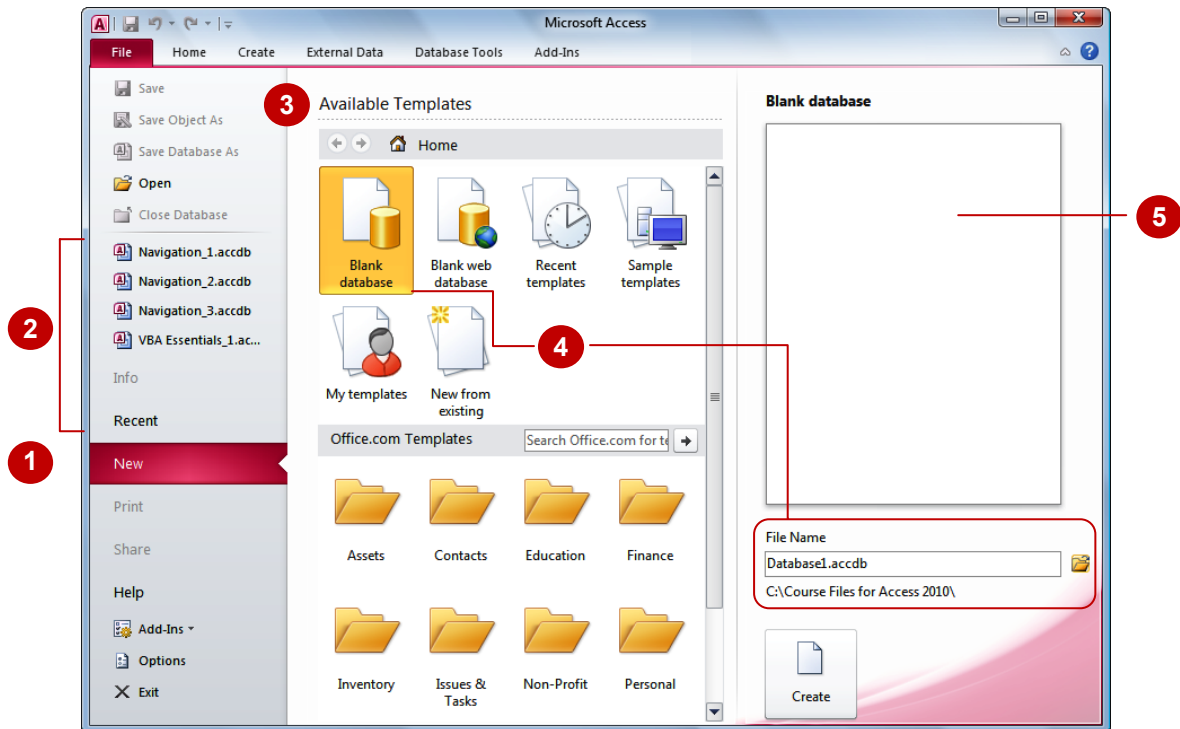 Microsoft Access
File Home Create External Data Database Tools Add-Ins
Save
Save Object As
Save Database As
Open
Close Database
Navigation_1.accdb
Navigation_2.accdb
Navigation_3.accdb
VBA Essentials_1.ac...
Info
Recent
New
Print
Share
Help
Add-Ins
Options
Exit
2
1
3
Available Templates
Home
Blank database
Blank web database
Recent templates
Sample templates
My templates
New from existing
4
Office.com Templates
Search Office.com for te
Assets Contacts Education Finance
Inventory
Issues & Tasks
Non-Profit
Personal
Blank database
5
File Name
Database1.accdb
C:\Course Files for Access 2010\
Create